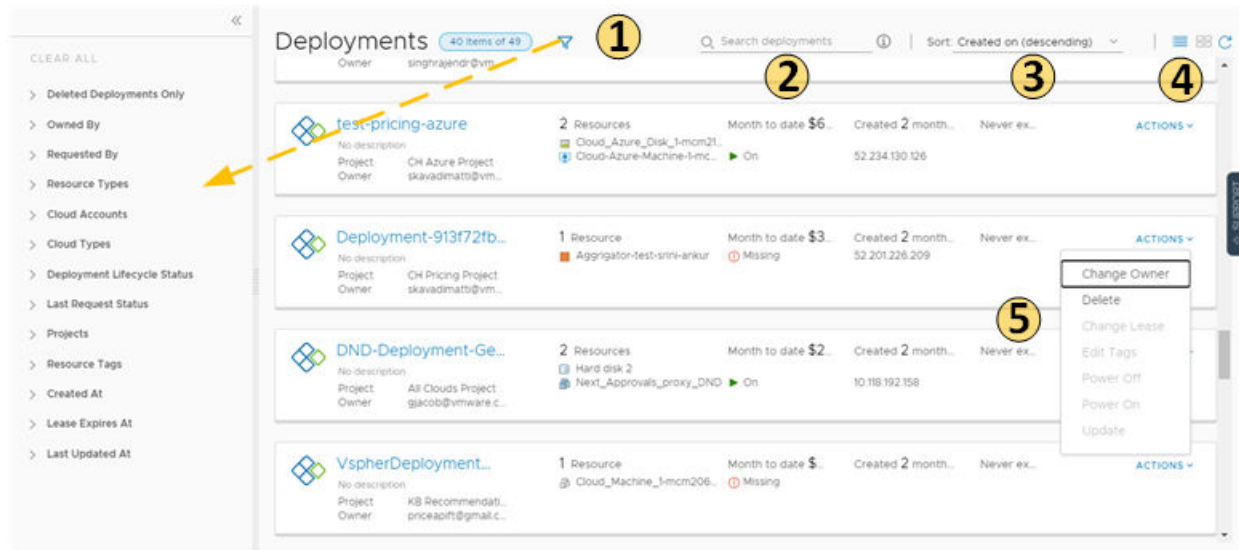 CLEAR ALL
Deleted Deployments Only
Owned By
Requested By
Resource Types
Cloud Accounts
Cloud Types
Deployment Lifecycle Status
Last Request Status
Projects
Resource Tags
Created At
Lease Expires At
Last Updated At
Deployments 40 items of 49 1 Search deployments Sort: Created on (descending)
2 3 4
Owner singhrajendr@vm...
test-pricing-azure 2 Resources Month to date $6... Created 2 month... Never ex... ACTIONS
No description Cloud_Azure_Disk_1-mcm21...
Cloud-Azure-Machine-1-mc... On 52.234.130.126
Project CH Azure Project
Owner skavadimatti@vm...
SUPPORT
Deployment-913f72fb... 1 Resource Month to date $3... Created 2 month... Never ex... ACTIONS
No description Aggrigator-test-srini-ankur Missing 52.201.226.209
Project CH Pricing Project
Owner skavadimatti@vm...
5
Change Owner
Delete
Change Lease
Edit Tags
Power Off
Power On
Update
DND-Deployment-Ge... 2 Resources Month to date $2... Created 2 month... Never ex...
No description Hard disk 2
Next_Approvals_proxy_DND On 10.118.192.158
Project All Clouds Project
Owner gjacob@vmware.c...
VspherDeployment... 1 Resource Month to date $... Created 2 month... Never ex... ACTIONS
No description Cloud_Machine_1-mcm206... Missing
Project KB Recommendati...
Owner priceapift@gmail.c...